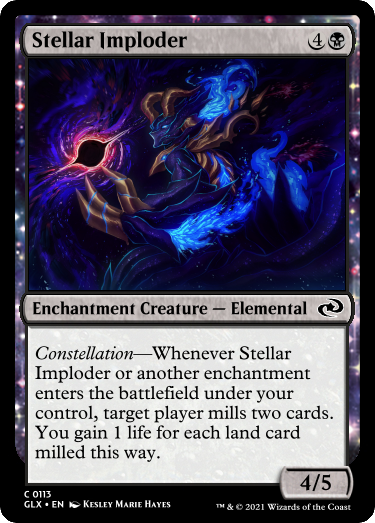 Stellar Imploder 4
Enchantment Creature — Elemental
Constellation—Whenever Stellar
Imploder or another enchantment
enters the battlefield under your
control, target player mills two cards.
You gain 1 life for each land card
milled this way.
4/5
C 0113
GLX • EN Kesley Marie Hayes
™ & © 2021 Wizards of the Coast